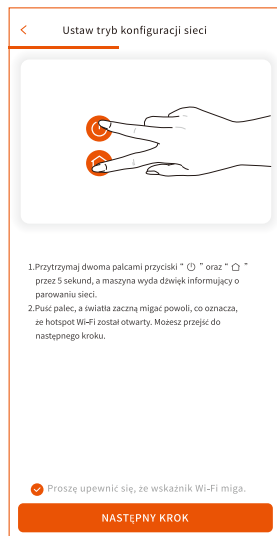 Ustaw tryb konfiguracji sieci
1.Przytrzymaj dwoma palcami przyciski “ ⏻ ” oraz “ ⌂ ”
przez 5 sekund, a maszyna wyda dźwięk informujący o
parowaniu sieci.
2.Puść palec, a światła zaczną migać powoli, co oznacza,
że hotspot Wi-Fi został otwarty. Możesz przejść do
następnego kroku.
Proszę upewnić się, że wskaźnik Wi-Fi miga.
NASTĘPNY KROK